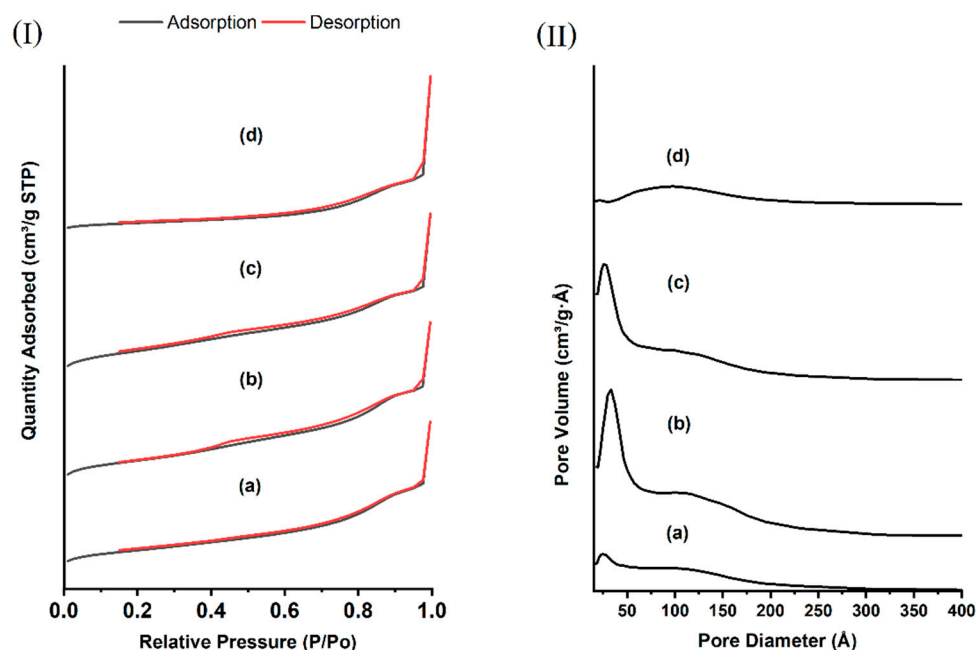 (I)
Adsorption
Desorption
Quantity Adsorbed (cm³/g STP)
(d)
(c)
(b)
(a)
0.0 0.2 0.4 0.6 0.8 1.0
Relative Pressure (P/Po)
(II)
Pore Volume (cm³/g·Å)
(d)
(c)
(b)
(a)
50 100 150 200 250 300 350 400
Pore Diameter (Å)